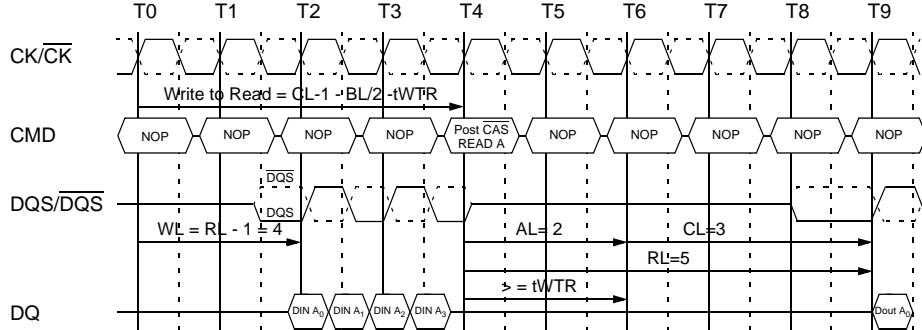 T0 T1 T2 T3 T4 T5 T6 T7 T8 T9
CK/CK
Write to Read = CL-1 - BL/2 -tWTR
CMD NOP NOP NOP NOP Post CAS READ A NOP NOP NOP NOP NOP
DQS
DQS/DQS
DQS
WL = RL - 1 = 4 AL= 2 CL=3
RL=5
> = tWTR
DQ DIN A0 DIN A1 DIN A2 DIN A3 Dout A0